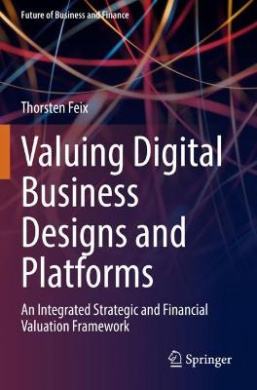 Future of Business and Finance
Thorsten Feix
Valuing Digital
Business
Designs and
Platforms
An Integrated Strategic and Financial
Valuation Framework
Springer